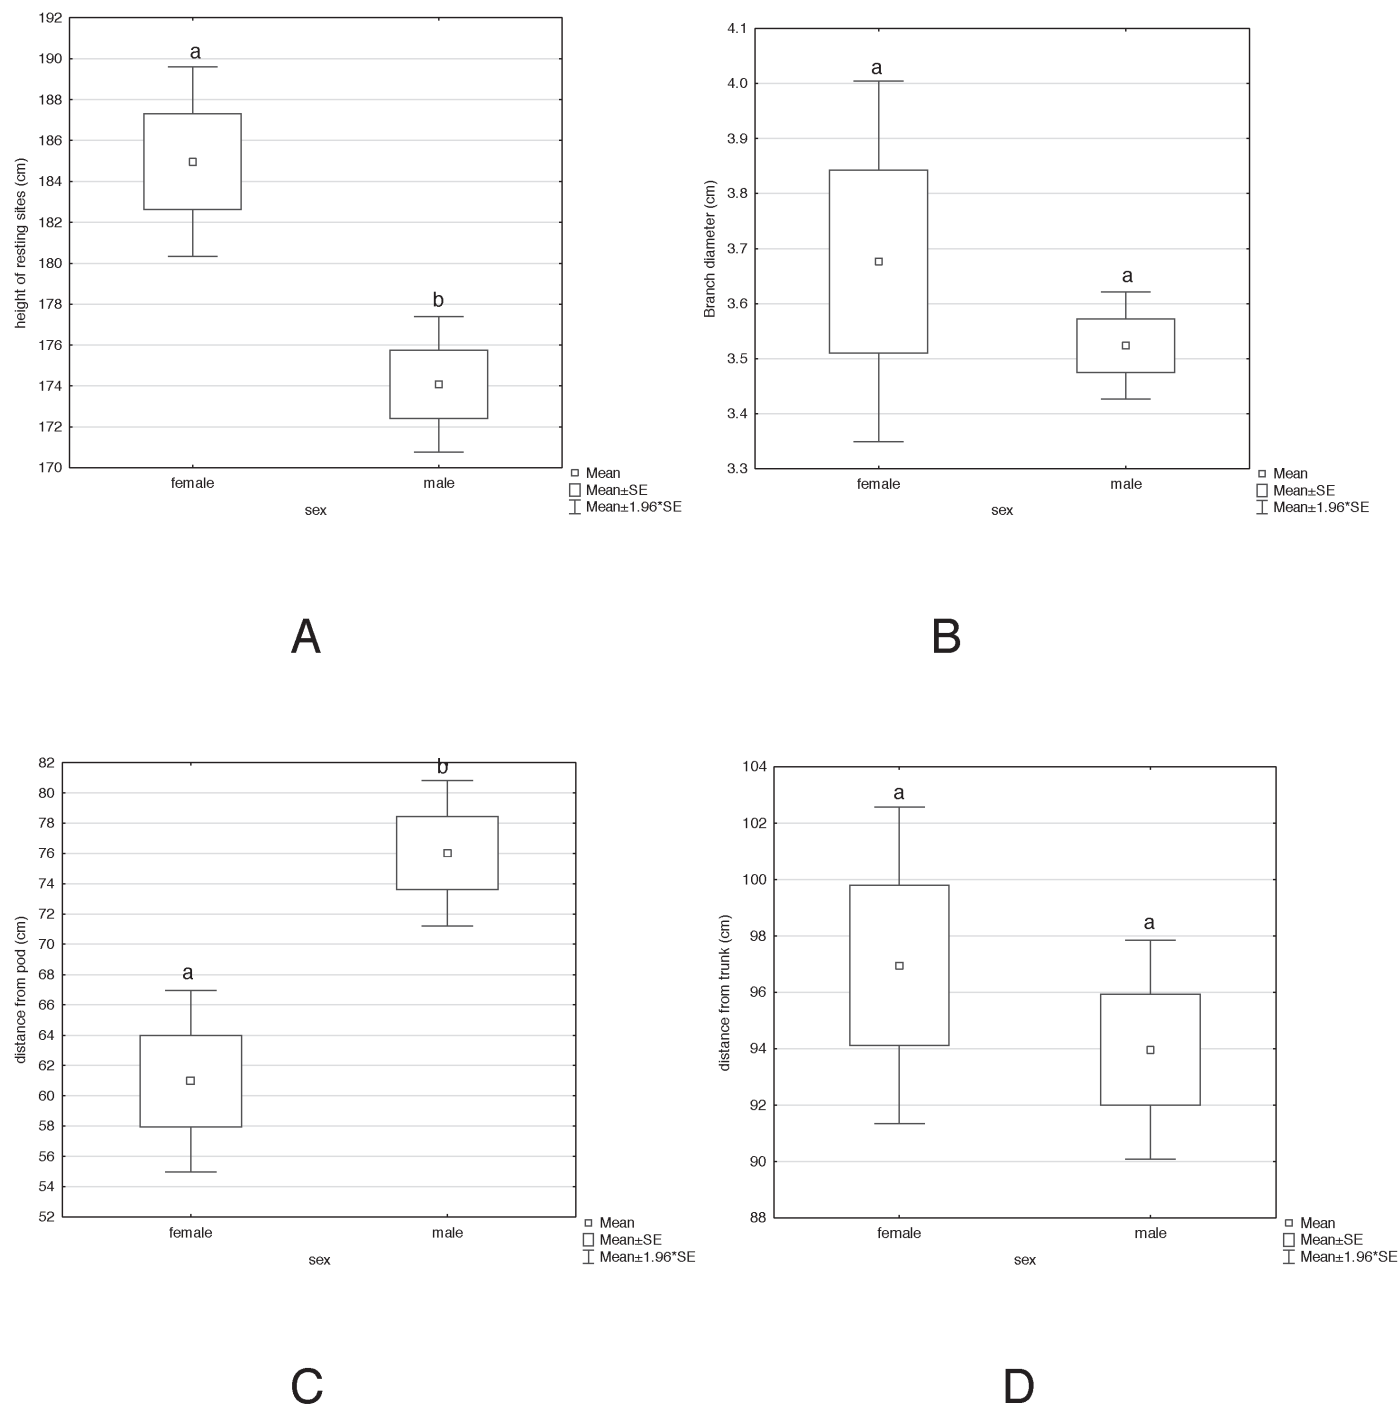 192
190
188
186
184
182
180
178
176
174
172
170
height of resting sites (cm)
a
b
female
male
sex
Mean
Mean±SE
Mean±1.96*SE
A
4.1
4.0
3.9
3.8
3.7
3.6
3.5
3.4
3.3
Branch diameter (cm)
a
a
female
male
sex
Mean
Mean±SE
Mean±1.96*SE
B
82
80
78
76
74
72
70
68
66
64
62
60
58
56
54
52
distance from pod (cm)
a
b
female
male
sex
Mean
Mean±SE
Mean±1.96*SE
C
104
102
100
98
96
94
92
90
88
distance from trunk (cm)
a
a
female
male
sex
Mean
Mean±SE
Mean±1.96*SE
D